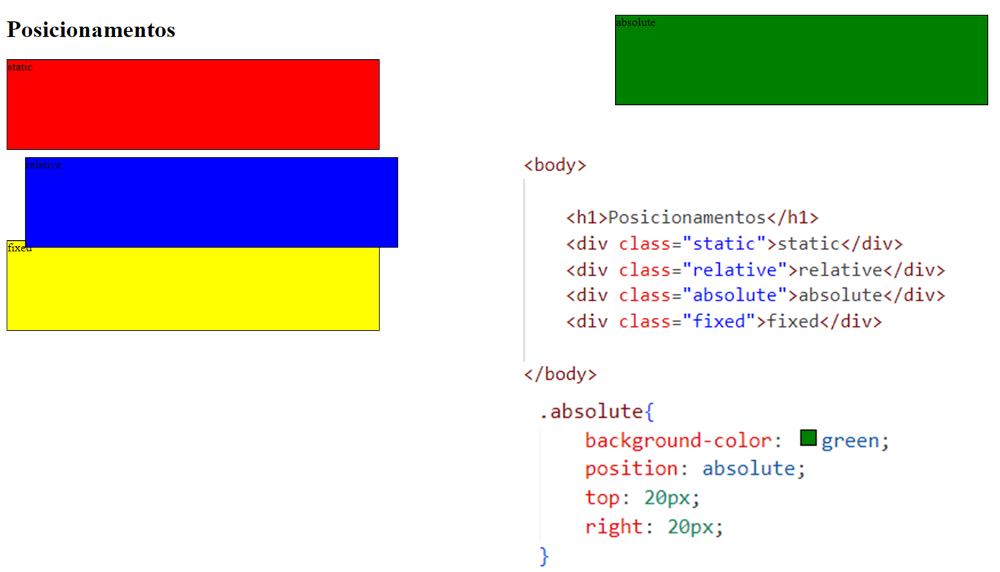 Posicionamentos
static
relative
fixed
absolute
<body>
<h1>Posicionamentos</h1>
<div class="static">static</div>
<div class="relative">relative</div>
<div class="absolute">absolute</div>
<div class="fixed">fixed</div>
</body>
.absolute{
background-color: green;
position: absolute;
top: 20px;
right: 20px;
}